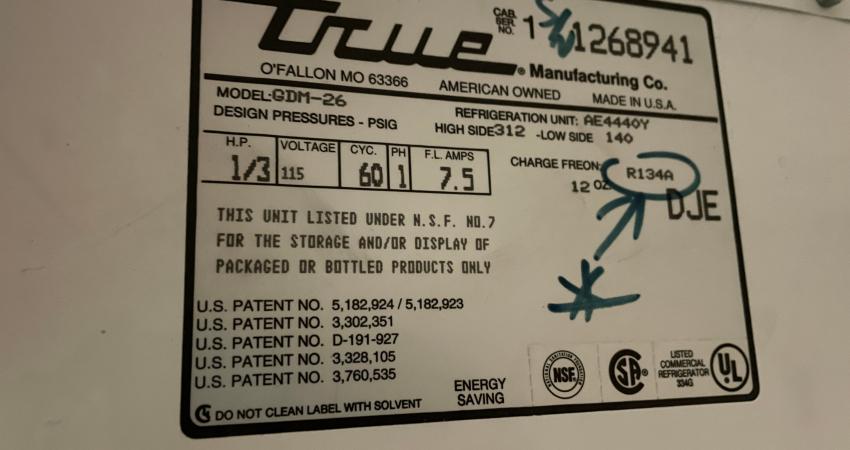 true
® Manufacturing Co.
CAB. SER. NO. 1 1268941
O'FALLON MO 63366 AMERICAN OWNED MADE IN U.S.A.
MODEL: GDM-26 REFRIGERATION UNIT: AE4440Y
DESIGN PRESSURES - PSIG HIGH SIDE 312 -LOW SIDE 140
H.P. VOLTAGE CYC. PH F.L. AMPS
1/3 115 60 1 7.5
CHARGE FREON: R134A
12 OZ.
DJE
THIS UNIT LISTED UNDER N.S.F. NO.7
FOR THE STORAGE AND/OR DISPLAY OF
PACKAGED OR BOTTLED PRODUCTS ONLY
U.S. PATENT NO. 5,182,924 / 5,182,923
U.S. PATENT NO. 3,302,351
U.S. PATENT NO. D-191-927
U.S. PATENT NO. 3,328,105
U.S. PATENT NO. 3,760,535
ENERGY
SAVING
NSF®
SA®
LISTED
COMMERCIAL
REFRIGERATOR
334G
UL
DO NOT CLEAN LABEL WITH SOLVENT